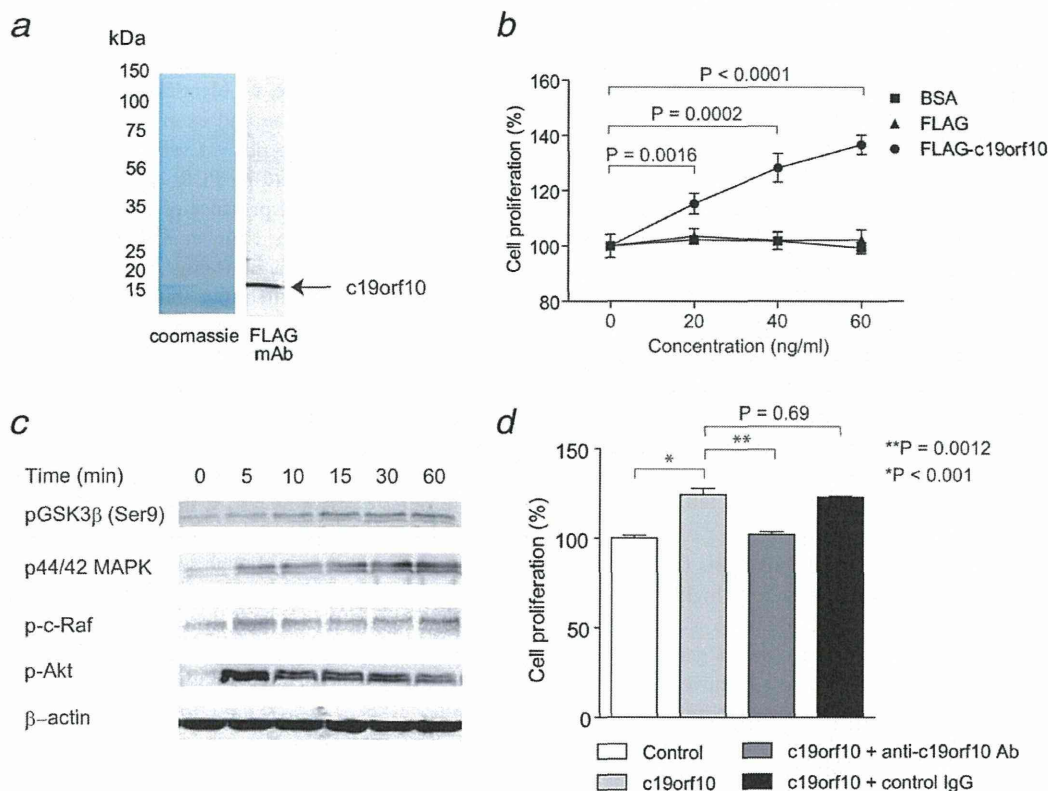 a
kDa
150
100
75
56
35
25
20
15
c19orf10
coomassie
FLAG
mAb
b
P < 0.0001
P = 0.0002
P = 0.0016
BSA
FLAG
FLAG-c19orf10
Cell proliferation (%)
160
140
120
100
80
0
20
40
60
Concentration (ng/ml)
c
Time (min) 0 5 10 15 30 60
pGSK3β (Ser9)
p44/42 MAPK
p-c-Raf
p-Akt
β–actin
d
P = 0.69
**
*
**P = 0.0012
*P < 0.001
Cell proliferation (%)
150
100
50
0
Control
c19orf10 + anti-c19orf10 Ab
c19orf10
c19orf10 + control IgG